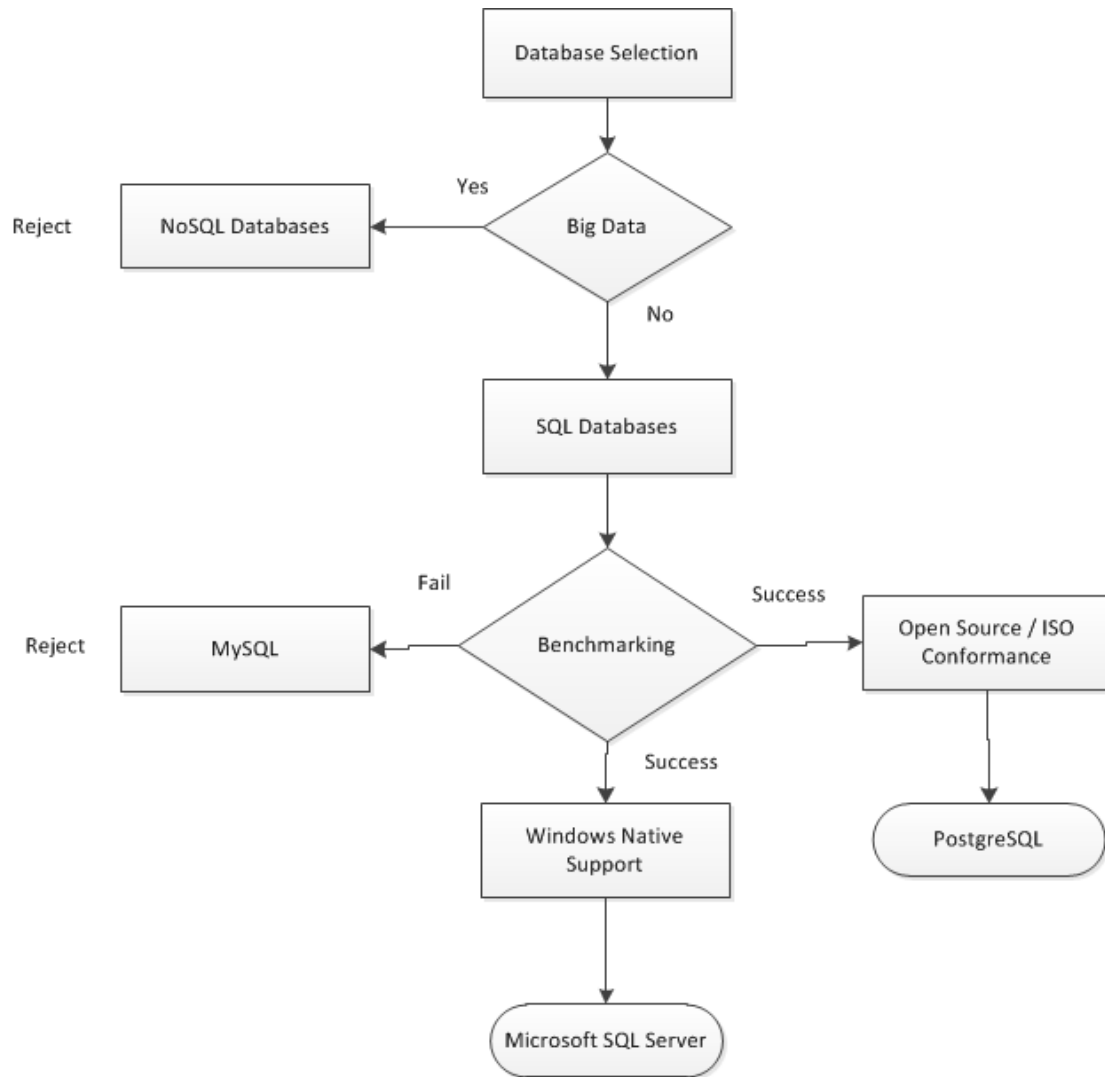 Database Selection
Yes
Reject
NoSQL Databases
Big Data
No
SQL Databases
Fail
Success
Reject
MySQL
Benchmarking
Open Source / ISO
Conformance
Success
Windows Native
Support
PostgreSQL
Microsoft SQL Server